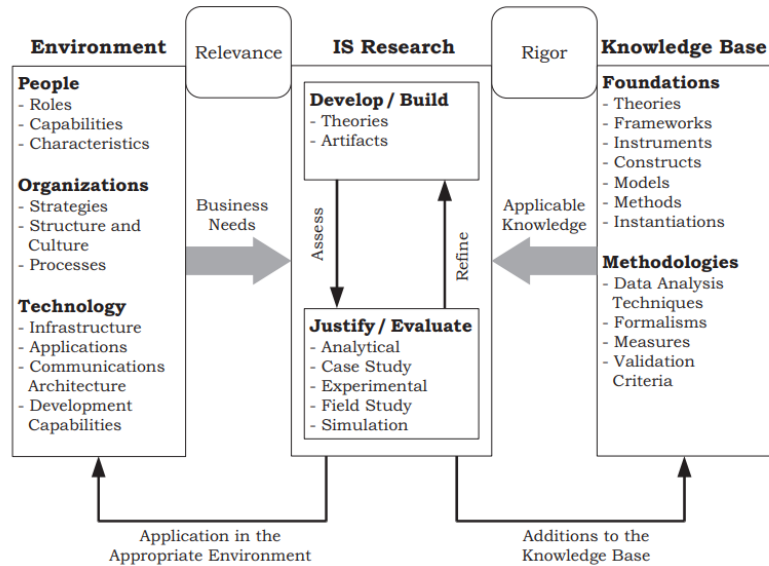 Environment
Relevance
IS Research
Rigor
Knowledge Base
People
- Roles
- Capabilities
- Characteristics
Organizations
- Strategies
- Structure and
Culture
- Processes
Technology
- Infrastructure
- Applications
- Communications
Architecture
- Development
Capabilities
Business
Needs
Develop / Build
- Theories
- Artifacts
Assess
Refine
Justify / Evaluate
- Analytical
- Case Study
- Experimental
- Field Study
- Simulation
Applicable
Knowledge
Foundations
- Theories
- Frameworks
- Instruments
- Constructs
- Models
- Methods
- Instantiations
Methodologies
- Data Analysis
Techniques
- Formalisms
- Measures
- Validation
Criteria
Application in the
Appropriate Environment
Additions to the
Knowledge Base